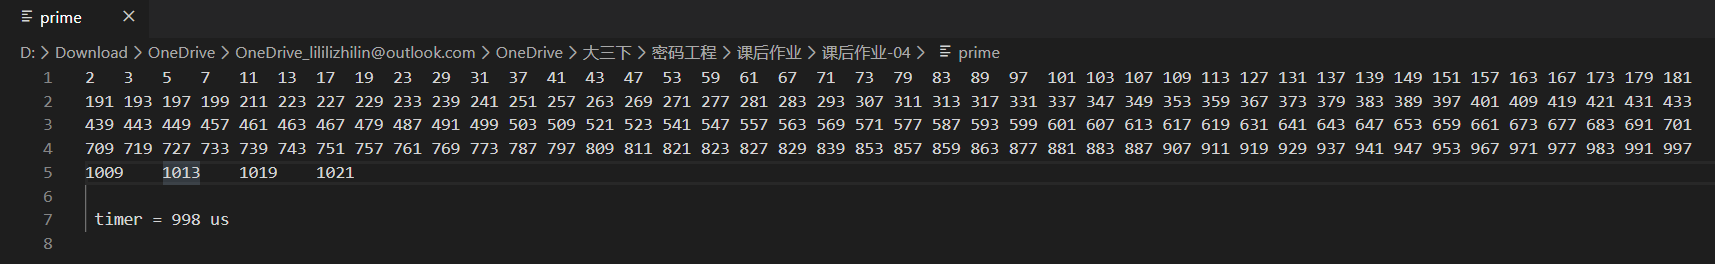 prime ×
D: > Download > OneDrive > OneDrive_lililizhilin@outlook.com > OneDrive > 大三下 > 密码工程 > 课后作业 > 课后作业-04 > prime
1 2 3 5 7 11 13 17 19 23 29 31 37 41 43 47 53 59 61 67 71 73 79 83 89 97 101 103 107 109 113 127 131 137 139 149 151 157 163 167 173 179 181
2 191 193 197 199 211 223 227 229 233 239 241 251 257 263 269 271 277 281 283 293 307 311 313 317 331 337 347 349 353 359 367 373 379 383 389 397 401 409 419 421 431 433
3 439 443 449 457 461 463 467 479 487 491 499 503 509 521 523 541 547 557 563 569 571 577 587 593 599 601 607 613 617 619 631 641 643 647 653 659 661 673 677 683 691 701
4 709 719 727 733 739 743 751 757 761 769 773 787 797 809 811 821 823 827 829 839 853 857 859 863 877 881 883 887 907 911 919 929 937 941 947 953 967 971 977 983 991 997
5 1009 1013 1019 1021
6
7 timer = 998 us
8